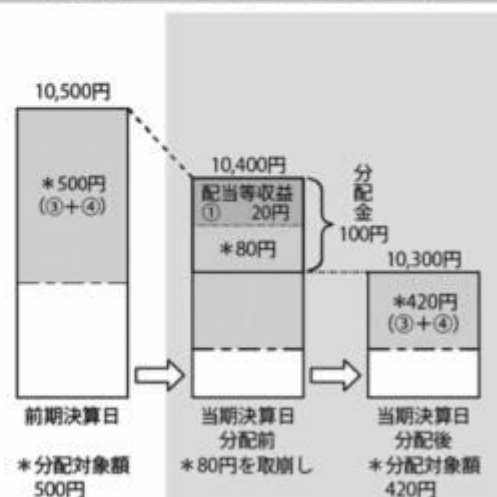 10,500円
＊500円
(③＋④)
10,400円
配当等収益
① 20円
＊80円
分配金
100円
10,300円
＊420円
(③＋④)
前期決算日
＊分配対象額
500円
当期決算日
分配前
＊80円を取崩し
当期決算日
分配後
＊分配対象額
420円